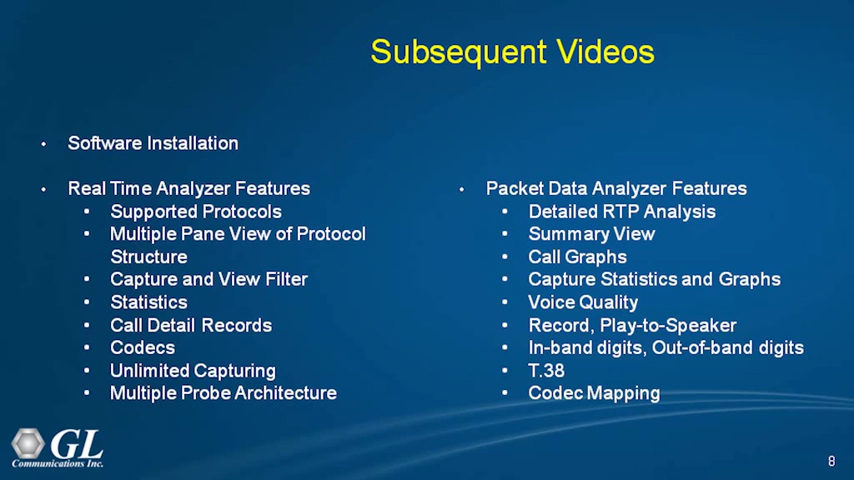 Subsequent Videos
• Software Installation
• Real Time Analyzer Features
• Supported Protocols
• Multiple Pane View of Protocol
Structure
• Capture and View Filter
• Statistics
• Call Detail Records
• Codecs
• Unlimited Capturing
• Multiple Probe Architecture
• Packet Data Analyzer Features
• Detailed RTP Analysis
• Summary View
• Call Graphs
• Capture Statistics and Graphs
• Voice Quality
• Record, Play-to-Speaker
• In-band digits, Out-of-band digits
• T.38
• Codec Mapping
GL
Communications Inc.
8